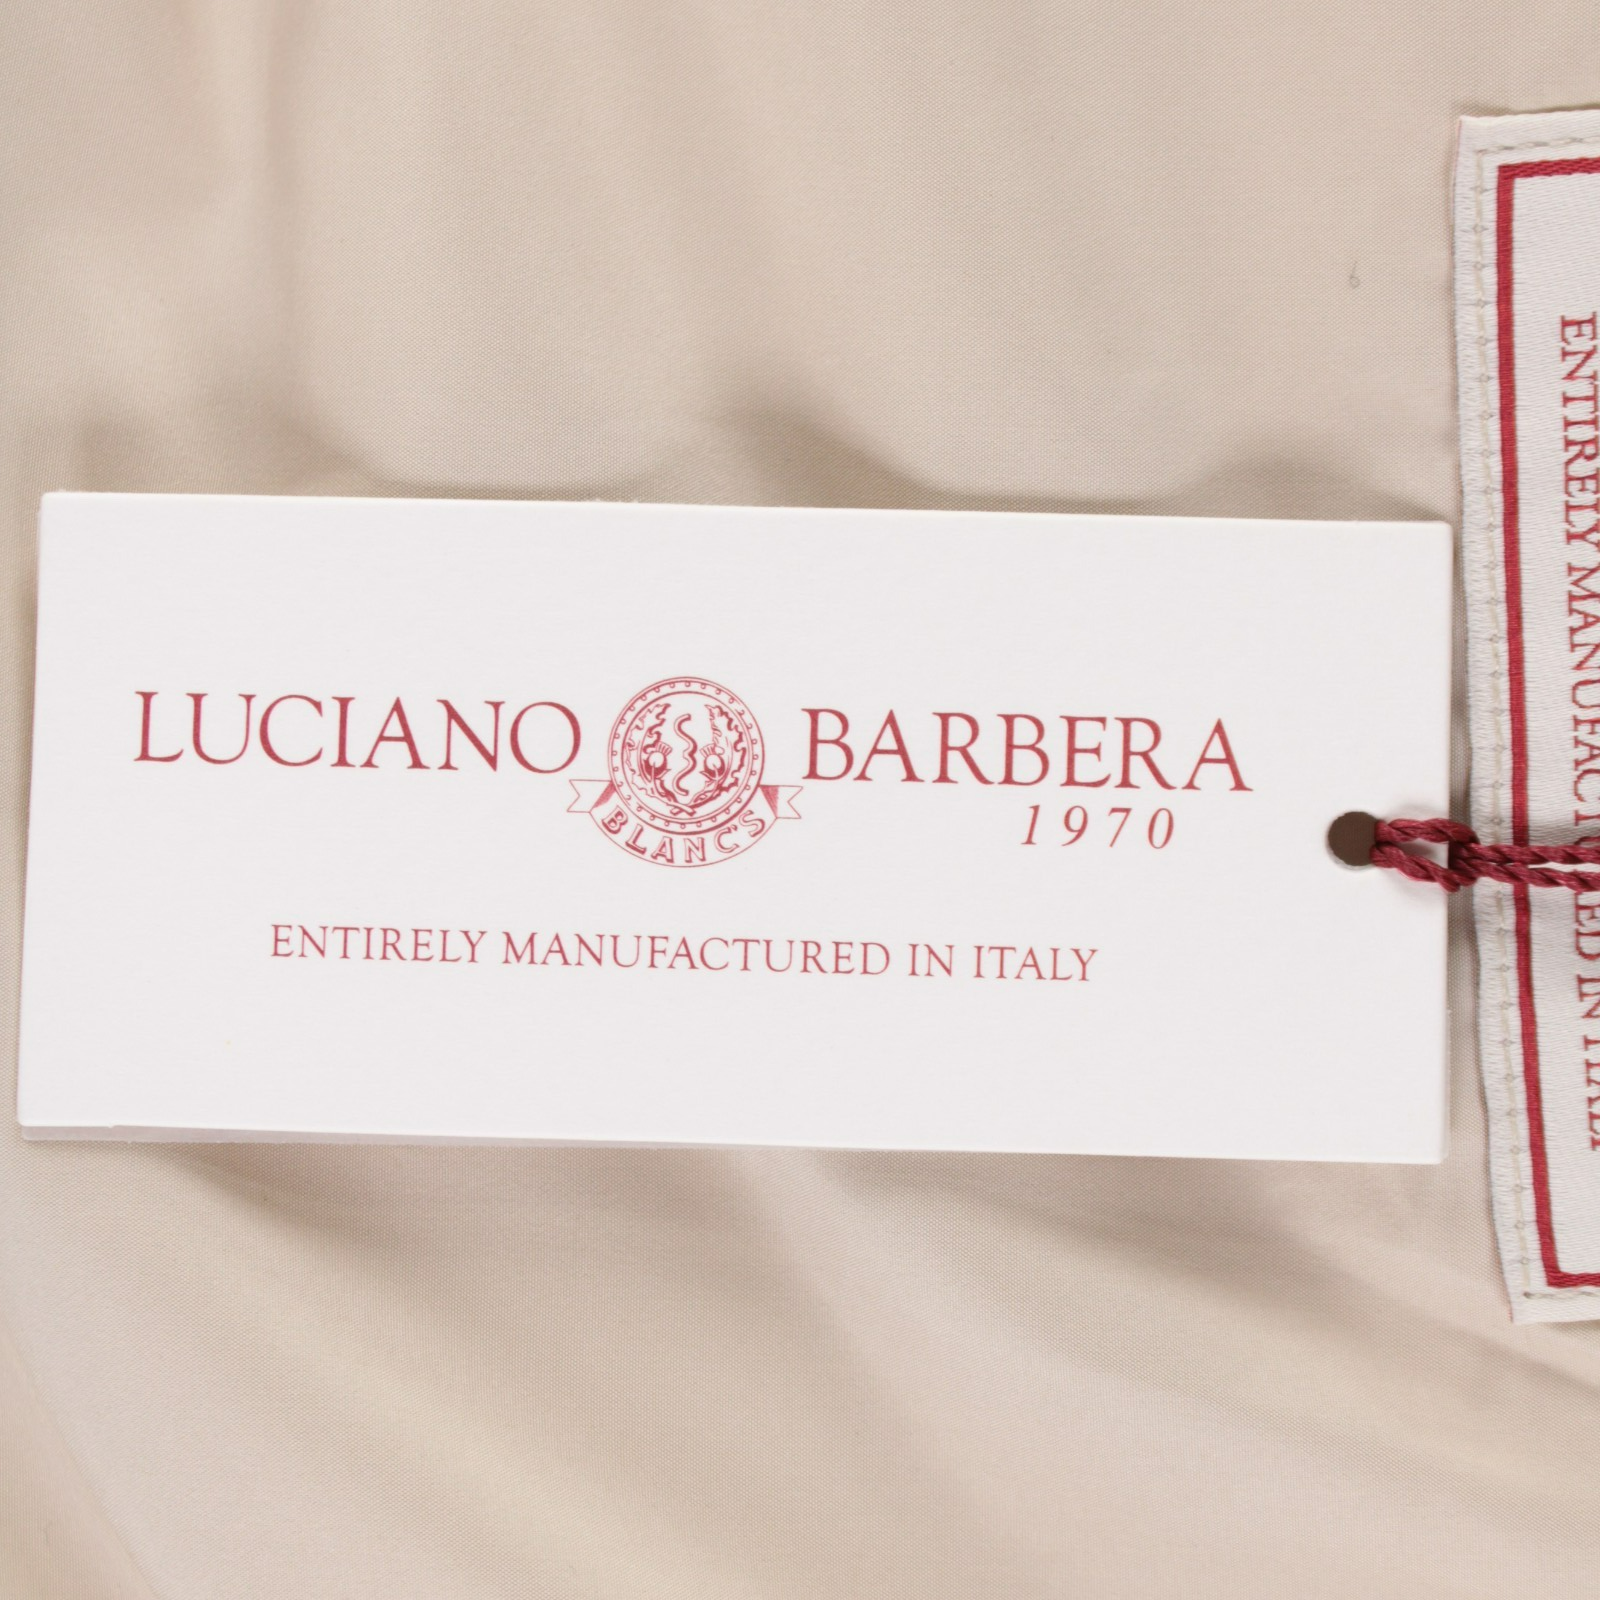 LUCIANO BARBERA
BLANC'S
1970
ENTIRELY MANUFACTURED IN ITALY
ENTIRELY MANUFACTURED IN ITALY